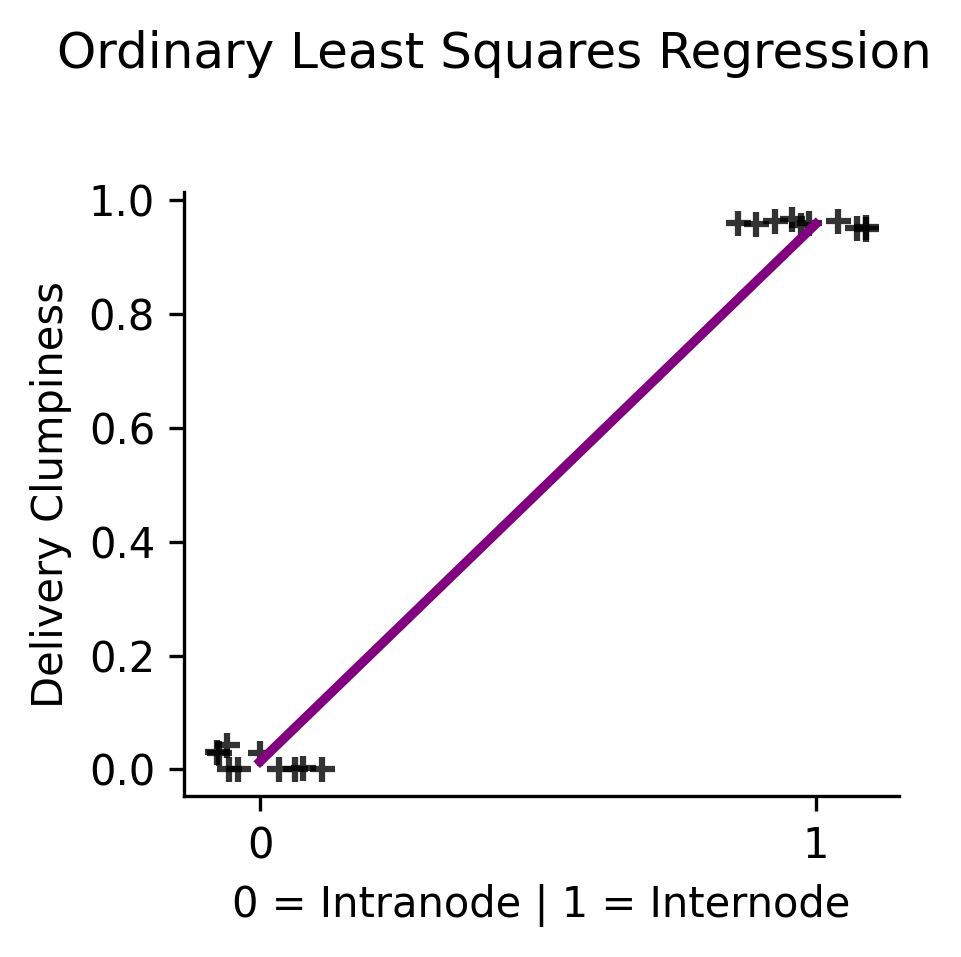 Ordinary Least Squares Regression
1.0
0.8
0.6
0.4
0.2
0.0
Delivery Clumpiness
0
1
0 = Intranode | 1 = Internode